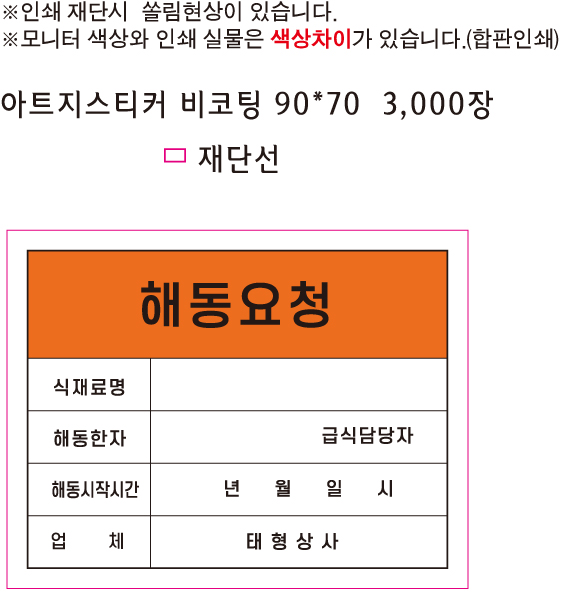 ※인쇄 재단시 쏠림현상이 있습니다.
※모니터 색상와 인쇄 실물은 색상차이가 있습니다.(합판인쇄)
아트지스티커 비코팅 90*70 3,000장
재단선
해동요청
식재료명
해동한자 급식담당자
해동시작시간 년 월 일 시
업 체 태형상사